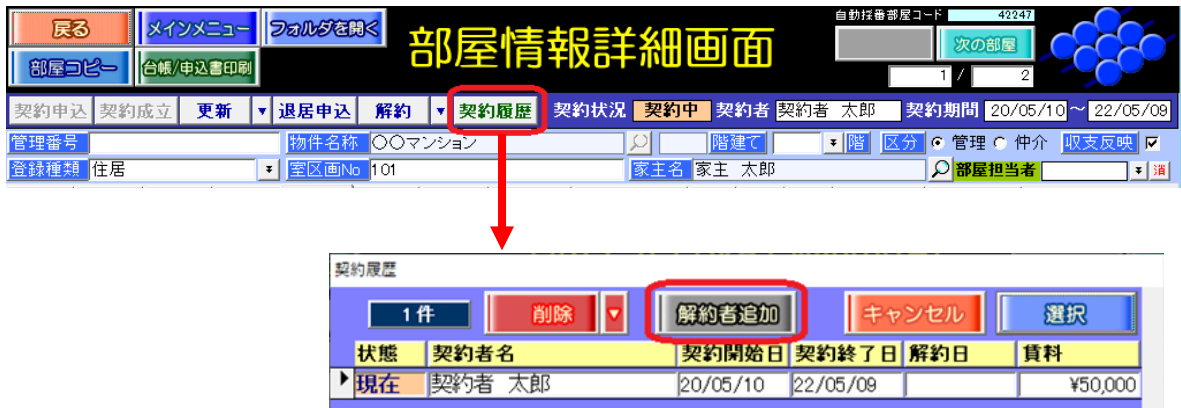 戻る メインメニュー フォルダを開く 部屋情報詳細画面 自動採番部屋コード 42247
次の部屋
部屋コピー 台帳/申込書印刷 1 / 2
契約申込 契約成立 更新 ▼ 退居申込 解約 ▼ 契約履歴 契約状況 契約中 契約者 契約者 太郎 契約期間 20/05/10 ~ 22/05/09
管理番号 物件名称 〇〇マンション 階建て 階 区分 管理 仲介 収支反映
登録種類 住居 室区画No 101 家主名 家主 太郎 部屋担当者 消
契約履歴
1件 削除 ▼ 解約者追加 キャンセル 選択
状態 契約者名 契約開始日 契約終了日 解約日 賃料
現在 契約者 太郎 20/05/10 22/05/09 ¥50,000